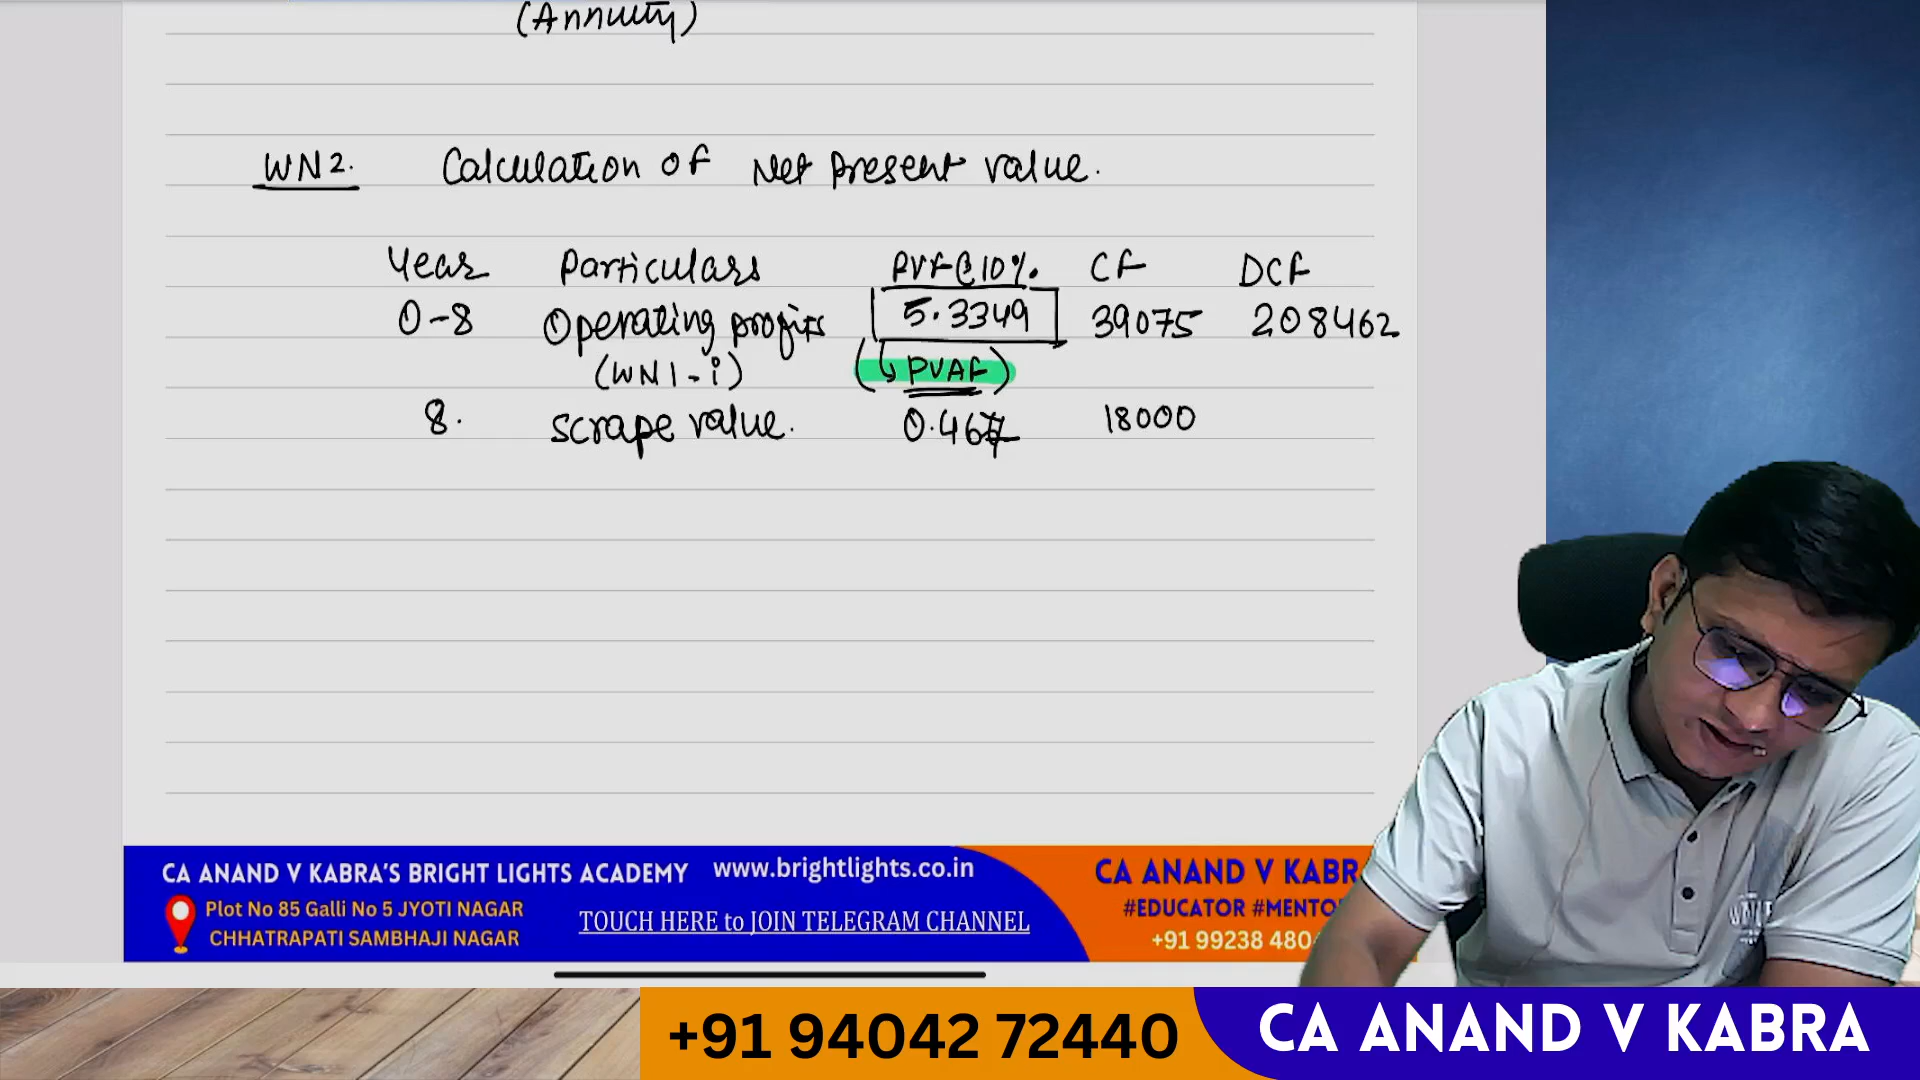 (Annuity)
WN2. Calculation of Net Present value.
Year Particulars PVF@10% CF DCF
0-8 Operating profits 5.3349 39075 208462
(WN1-i) (↳ PVAF)
8. scrape value. 0.467 18000
CA ANAND V KABRA'S BRIGHT LIGHTS ACADEMY www.brightlights.co.in
Plot No 85 Galli No 5 JYOTI NAGAR
CHHATRAPATI SAMBHAJI NAGAR
TOUCH HERE to JOIN TELEGRAM CHANNEL
CA ANAND V KABR
#EDUCATOR #MENTO
+91 99238 480
+91 94042 72440
CA ANAND V KABRA